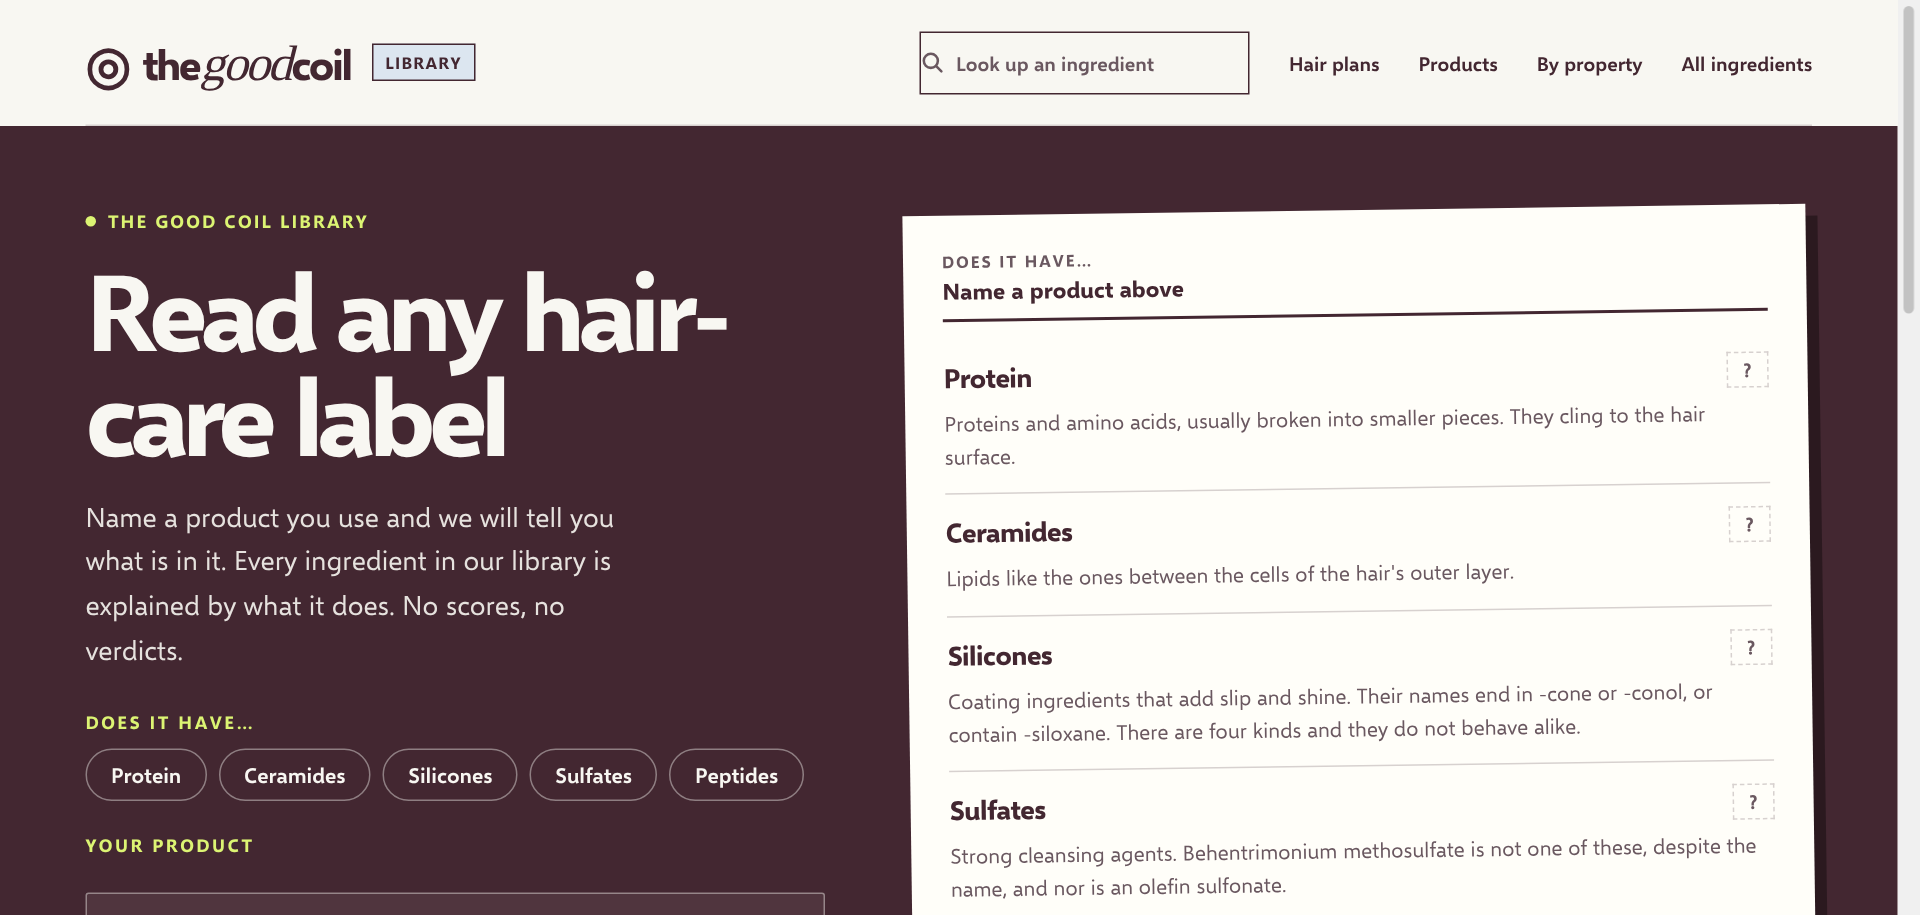 thegoodcoil LIBRARY
Look up an ingredient
Hair plans Products By property All ingredients
THE GOOD COIL LIBRARY
Read any hair-
care label
Name a product you use and we will tell you
what is in it. Every ingredient in our library is
explained by what it does. No scores, no
verdicts.
DOES IT HAVE...
Protein Ceramides Silicones Sulfates Peptides
YOUR PRODUCT
DOES IT HAVE...
Name a product above
Protein ?
Proteins and amino acids, usually broken into smaller pieces. They cling to the hair
surface.
Ceramides ?
Lipids like the ones between the cells of the hair's outer layer.
Silicones ?
Coating ingredients that add slip and shine. Their names end in -cone or -conol, or
contain -siloxane. There are four kinds and they do not behave alike.
Sulfates ?
Strong cleansing agents. Behentrimonium methosulfate is not one of these, despite the
name, and nor is an olefin sulfonate.